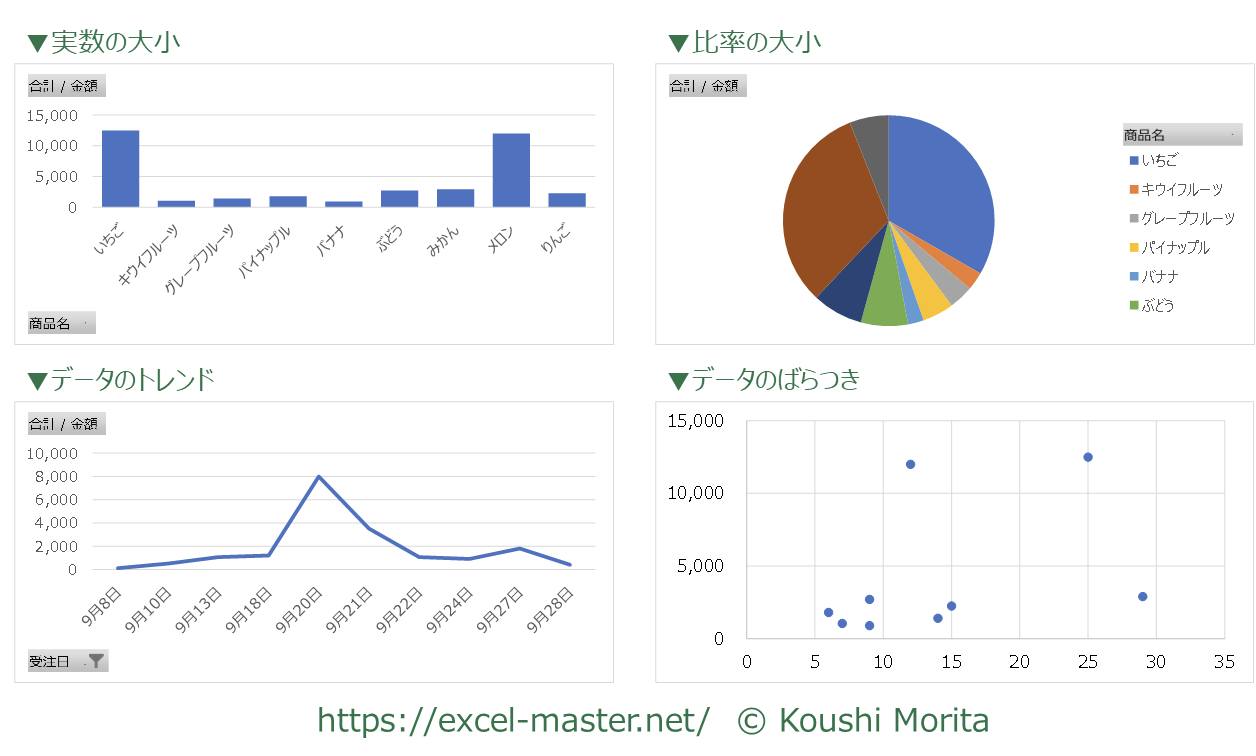 ▼実数の大小
合計 / 金額
15,000
10,000
5,000
0
いちご
キウイフルーツ
グレープフルーツ
パイナップル
バナナ
ぶどう
みかん
メロン
りんご
商品名
▼比率の大小
合計 / 金額
商品名
いちご
キウイフルーツ
グレープフルーツ
パイナップル
バナナ
ぶどう
▼データのトレンド
合計 / 金額
10,000
8,000
6,000
4,000
2,000
0
9月8日
9月10日
9月13日
9月18日
9月20日
9月21日
9月22日
9月24日
9月27日
9月28日
受注日
▼データのばらつき
15,000
10,000
5,000
0
0 5 10 15 20 25 30 35
https://excel-master.net/ © Koushi Morita